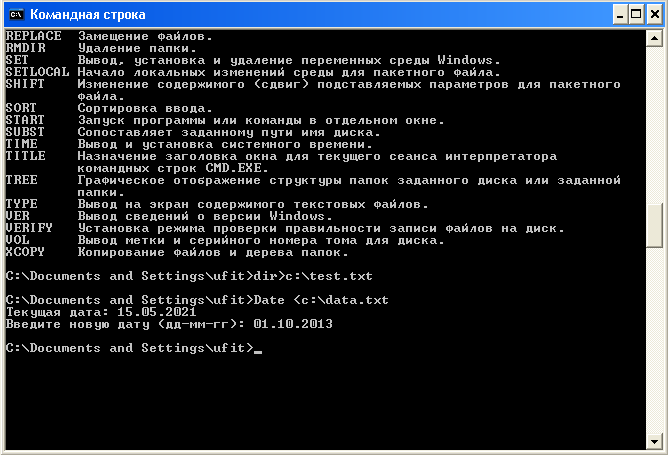 Командная строка
REPLACE Замещение файлов.
RMDIR Удаление папки.
SET Вывод, установка и удаление переменных среды Windows.
SETLOCAL Начало локальных изменений среды для пакетного файла.
SHIFT Изменение содержимого (сдвиг) подставляемых параметров для пакетного
файла.
SORT Сортировка ввода.
START Запуск программы или команды в отдельном окне.
SUBST Сопоставляет заданному пути имя диска.
TIME Вывод и установка системного времени.
TITLE Назначение заголовка окна для текущего сеанса интерпретатора
командных строк CMD.EXE.
TREE Графическое отображение структуры папок заданного диска или заданной
папки.
TYPE Вывод на экран содержимого текстовых файлов.
VER Вывод сведений о версии Windows.
VERIFY Установка режима проверки правильности записи файлов на диск.
VOL Вывод метки и серийного номера тома для диска.
XCOPY Копирование файлов и дерева папок.
C:\Documents and Settings\ufit>dir>c:\test.txt
C:\Documents and Settings\ufit>Date <c:\data.txt
Текущая дата: 15.05.2021
Введите новую дату (дд-мм-гг): 01.10.2013
C:\Documents and Settings\ufit>_